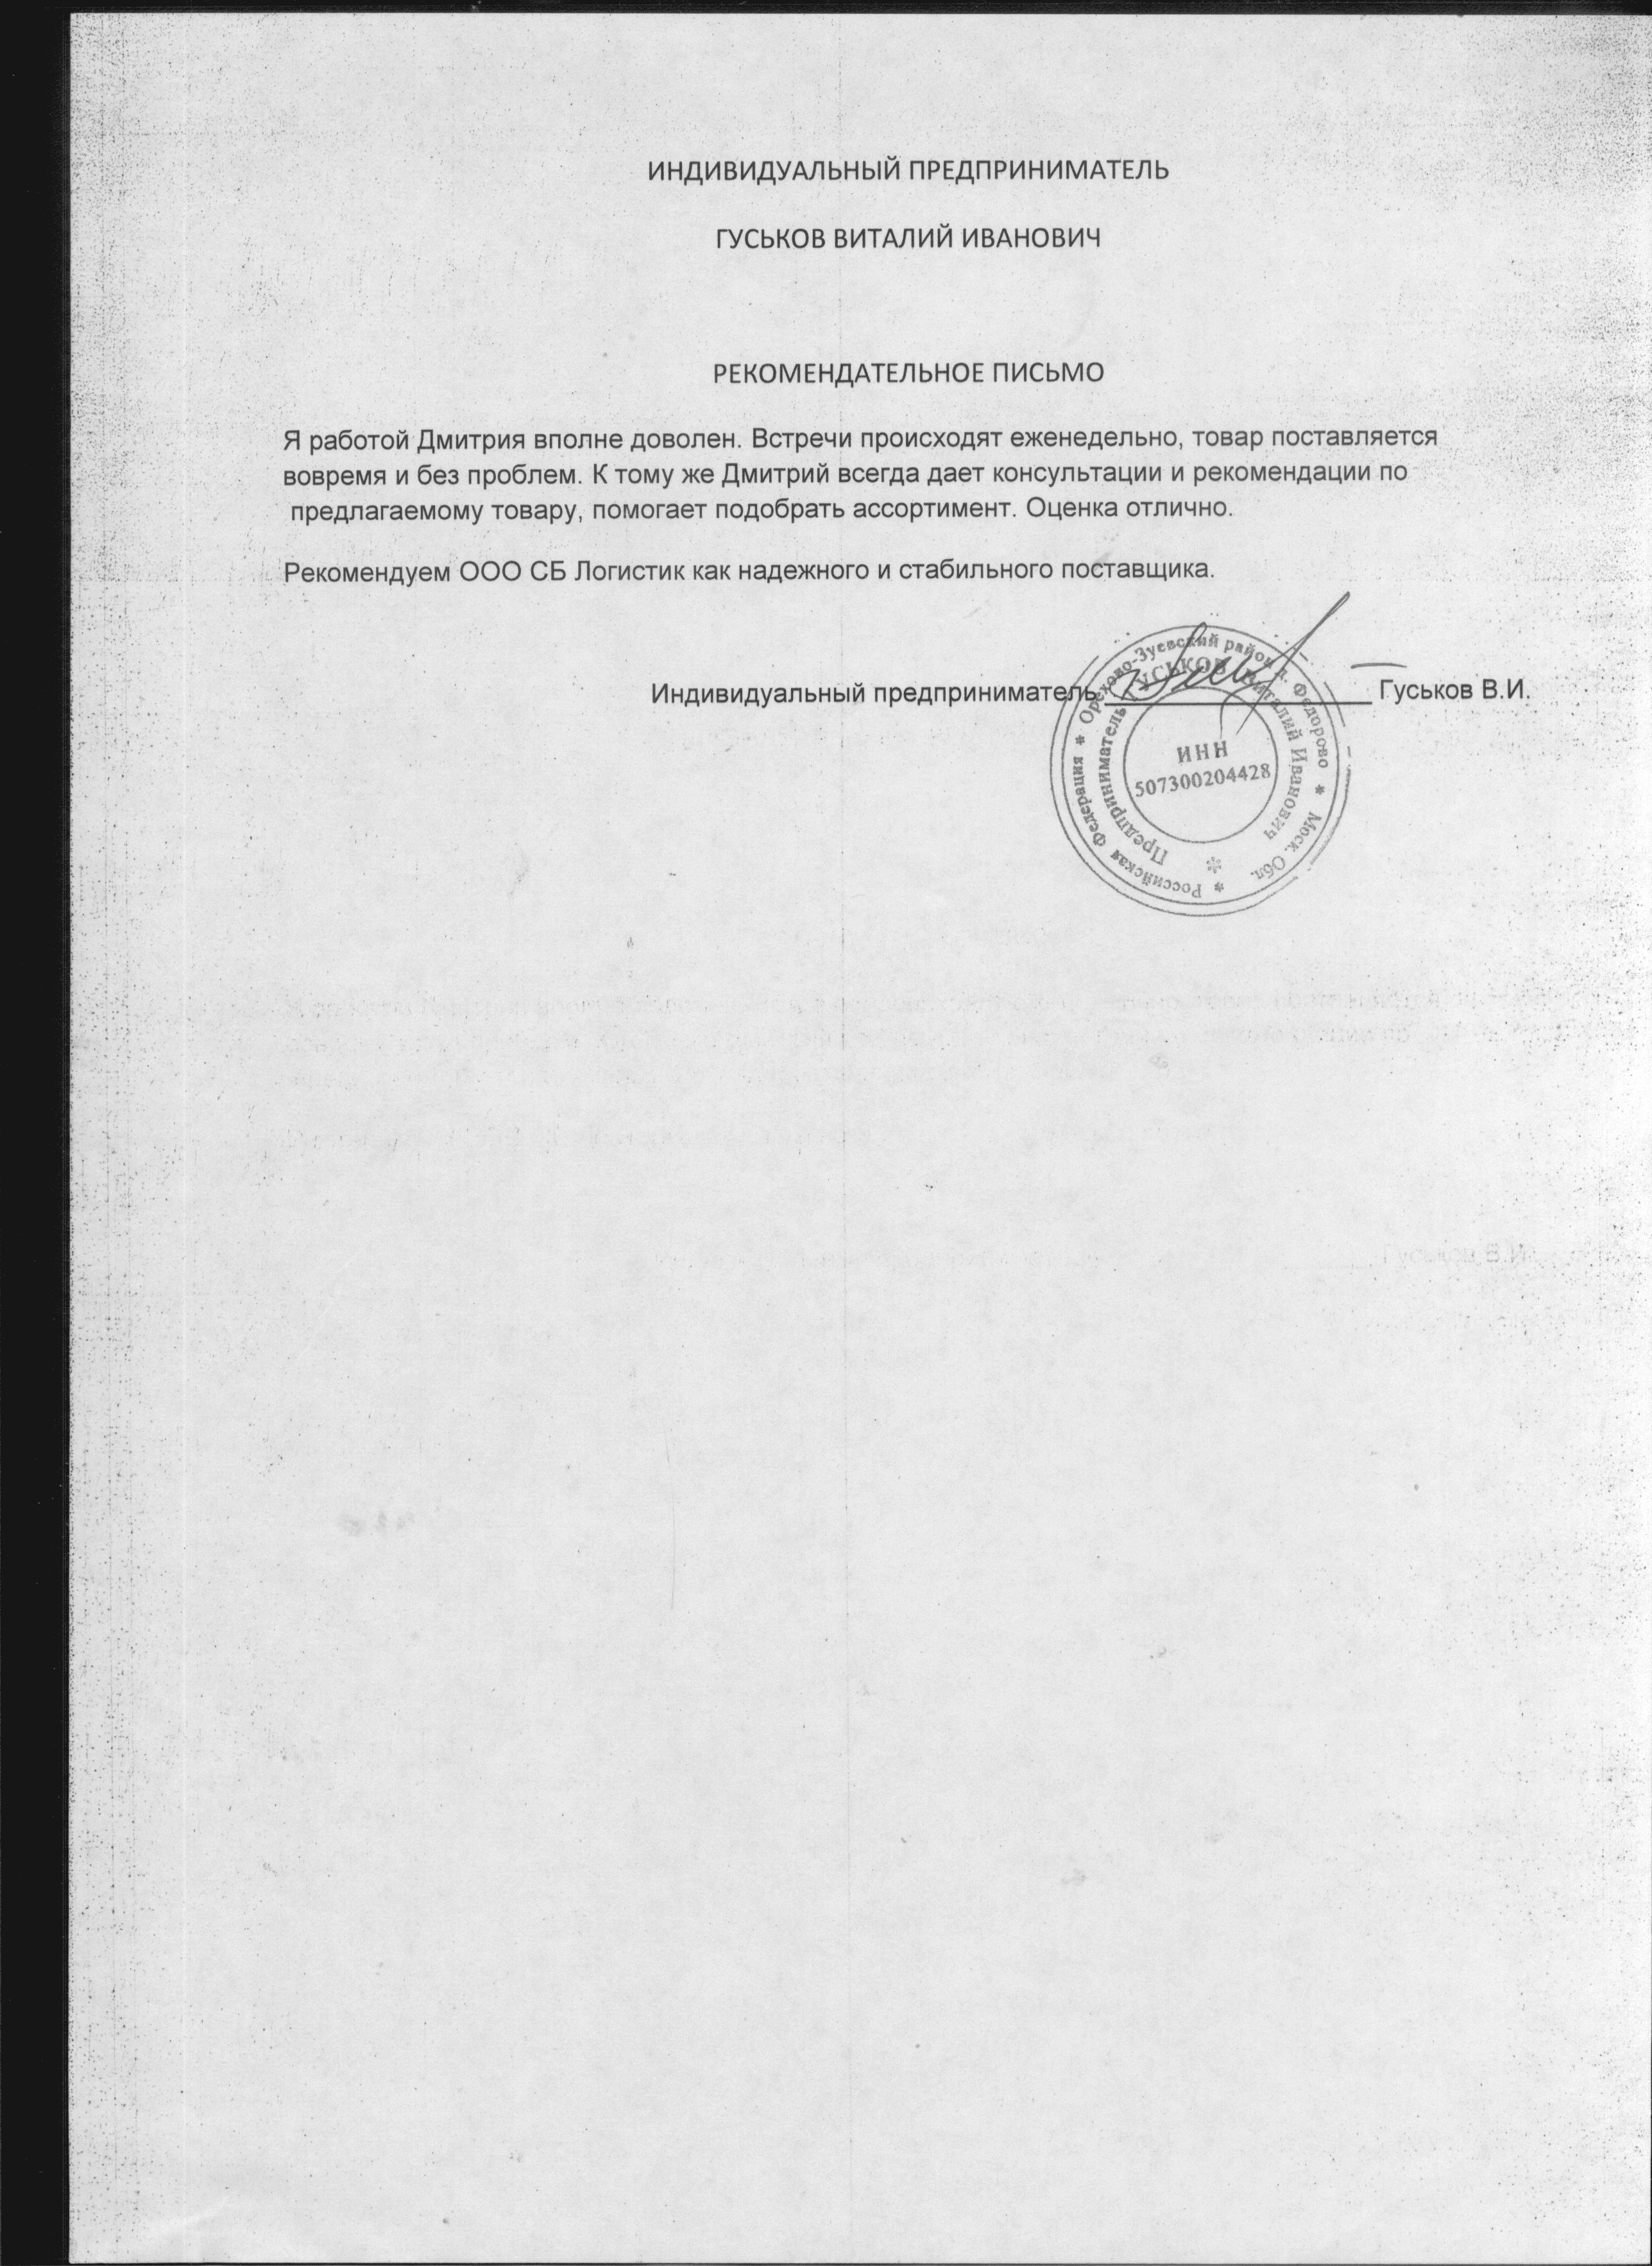 ИНДИВИДУАЛЬНЫЙ ПРЕДПРИНИМАТЕЛЬ
ГУСЬКОВ ВИТАЛИЙ ИВАНОВИЧ
РЕКОМЕНДАТЕЛЬНОЕ ПИСЬМО
Я работой Дмитрия вполне доволен. Встречи происходят еженедельно, товар поставляется
вовремя и без проблем. К тому же Дмитрий всегда дает консультации и рекомендации по
предлагаемому товару, помогает подобрать ассортимент. Оценка отлично.
Рекомендуем ООО СБ Логистик как надежного и стабильного поставщика.
Индивидуальный предприниматель Гуськов В.И.
Российская Федерация * Орехово-Зуевский район д. Федорово * Моск. Обл. *
Предприниматель ГУСЬКОВ Виталий Иванович
ИНН
507300204428